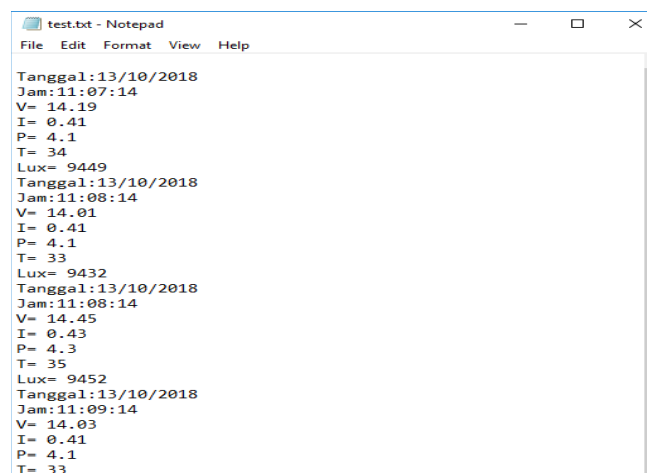 test.txt - Notepad
File Edit Format View Help
Tanggal:13/10/2018
Jam:11:07:14
V= 14.19
I= 0.41
P= 4.1
T= 34
Lux= 9449
Tanggal:13/10/2018
Jam:11:08:14
V= 14.01
I= 0.41
P= 4.1
T= 33
Lux= 9432
Tanggal:13/10/2018
Jam:11:08:14
V= 14.45
I= 0.43
P= 4.3
T= 35
Lux= 9452
Tanggal:13/10/2018
Jam:11:09:14
V= 14.03
I= 0.41
P= 4.1
T= 33